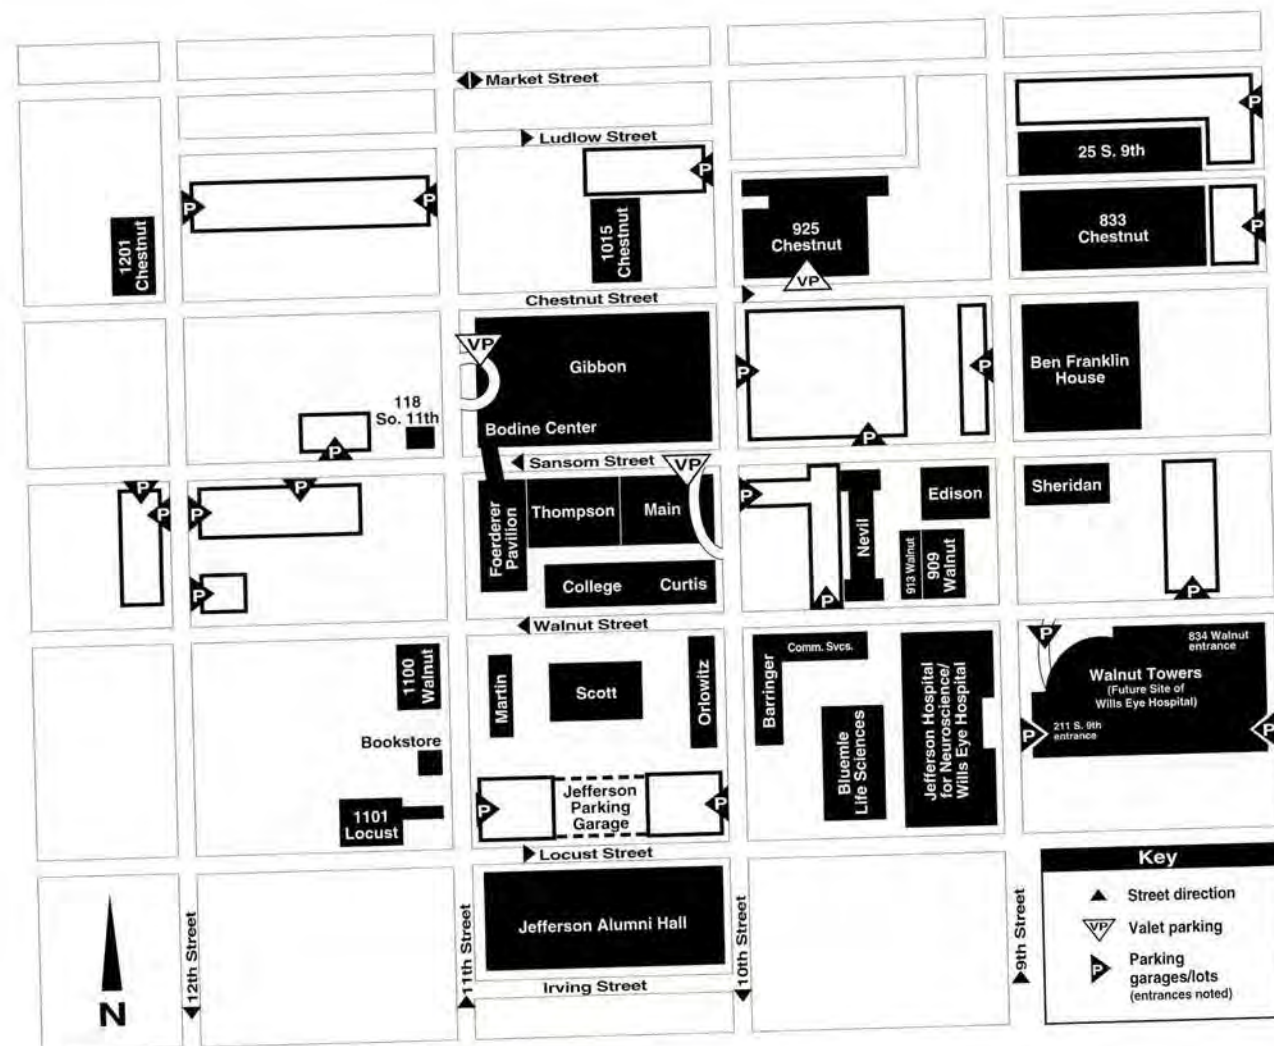 Market Street
Ludlow Street
P
25 S. 9th
P
P
P
1201
Chestnut
1015
Chestnut
925
Chestnut
833
Chestnut
P
VP
Chestnut Street
VP
Gibbon
P
P
Ben Franklin
House
118
So. 11th
Bodine Center
P
P
Sansom Street
VP
P
P
P
P
Foerderer
Pavilion
Thompson
Main
P
Nevil
Edison
Sheridan
913 Walnut
909
Walnut
P
College
Curtis
P
P
Walnut Street
1100
Walnut
Martin
Scott
Orlowitz
Barringer
Comm. Svcs.
Bluemle
Life Sciences
Jefferson Hospital
for Neuroscience/
Wills Eye Hospital
P
834 Walnut
entrance
Walnut Towers
(Future Site of
Wills Eye Hospital)
P
211 S. 9th
entrance
P
Bookstore
1101
Locust
P
Jefferson
Parking
Garage
P
Locust Street
Jefferson Alumni Hall
Irving Street
12th Street
11th Street
10th Street
9th Street
N
Key
Street direction
VP
Valet parking
P
Parking
garages/lots
(entrances noted)